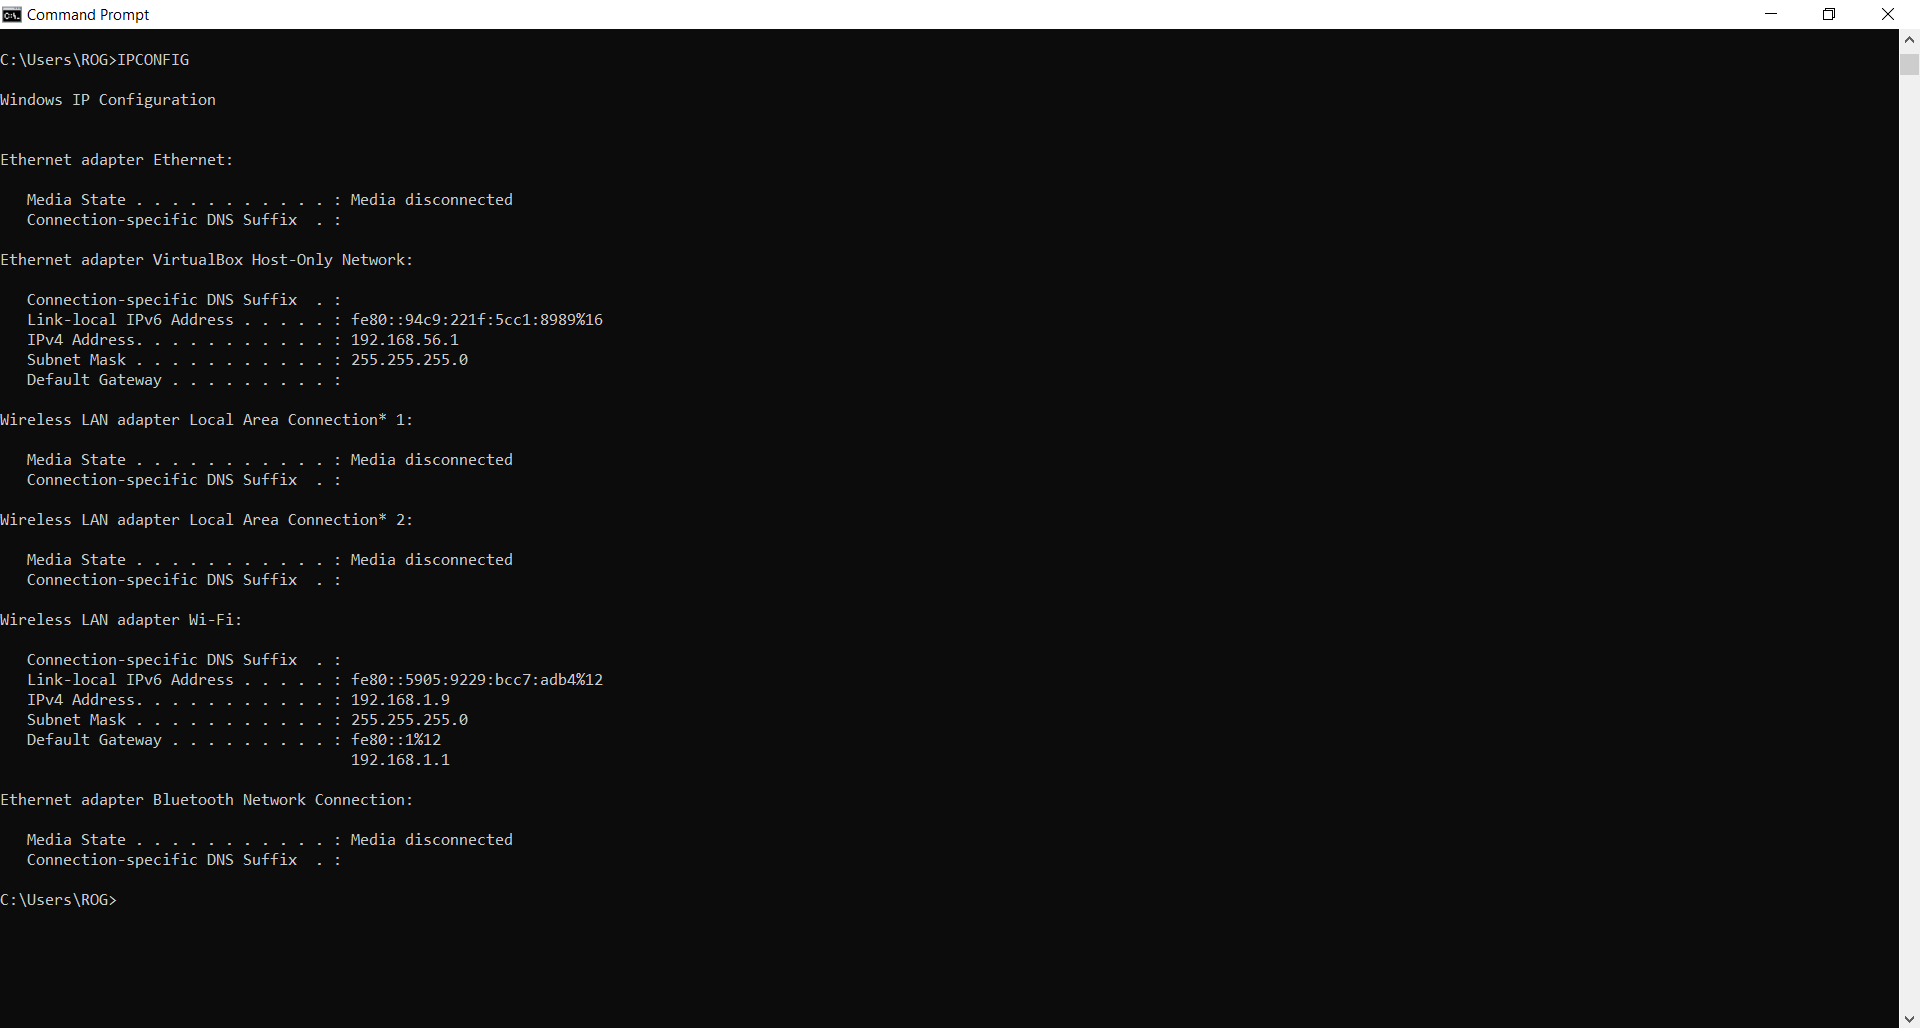 Command Prompt
C:\Users\ROG>IPCONFIG
Windows IP Configuration
Ethernet adapter Ethernet:
   Media State . . . . . . . . . . . : Media disconnected
   Connection-specific DNS Suffix  . :
Ethernet adapter VirtualBox Host-Only Network:
   Connection-specific DNS Suffix  . :
   Link-local IPv6 Address . . . . . : fe80::94c9:221f:5cc1:8989%16
   IPv4 Address. . . . . . . . . . . : 192.168.56.1
   Subnet Mask . . . . . . . . . . . : 255.255.255.0
   Default Gateway . . . . . . . . . :
Wireless LAN adapter Local Area Connection* 1:
   Media State . . . . . . . . . . . : Media disconnected
   Connection-specific DNS Suffix  . :
Wireless LAN adapter Local Area Connection* 2:
   Media State . . . . . . . . . . . : Media disconnected
   Connection-specific DNS Suffix  . :
Wireless LAN adapter Wi-Fi:
   Connection-specific DNS Suffix  . :
   Link-local IPv6 Address . . . . . : fe80::5905:9229:bcc7:adb4%12
   IPv4 Address. . . . . . . . . . . : 192.168.1.9
   Subnet Mask . . . . . . . . . . . : 255.255.255.0
   Default Gateway . . . . . . . . . : fe80::1%12
                                       192.168.1.1
Ethernet adapter Bluetooth Network Connection:
   Media State . . . . . . . . . . . : Media disconnected
   Connection-specific DNS Suffix  . :
C:\Users\ROG>